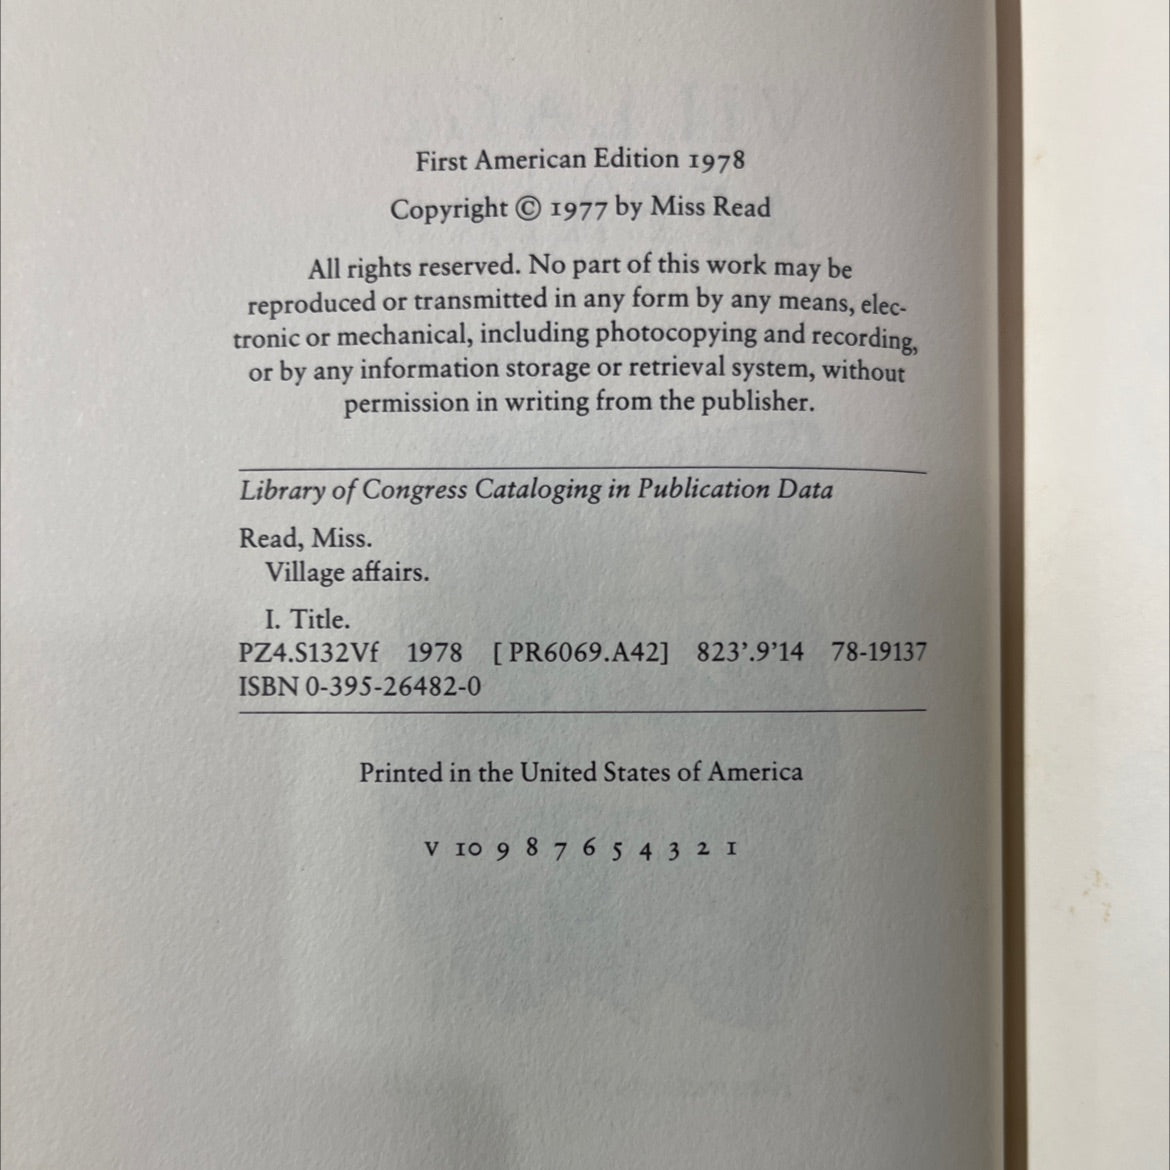 First American Edition 1978
Copyright © 1977 by Miss Read
All rights reserved. No part of this work may be
reproduced or transmitted in any form by any means, elec-
tronic or mechanical, including photocopying and recording,
or by any information storage or retrieval system, without
permission in writing from the publisher.
Library of Congress Cataloging in Publication Data
Read, Miss.
Village affairs.
I. Title.
PZ4.S132Vf 1978 [PR6069.A42] 823'.9'14 78-19137
ISBN 0-395-26482-0
Printed in the United States of America
V 10 9 8 7 6 5 4 3 2 1